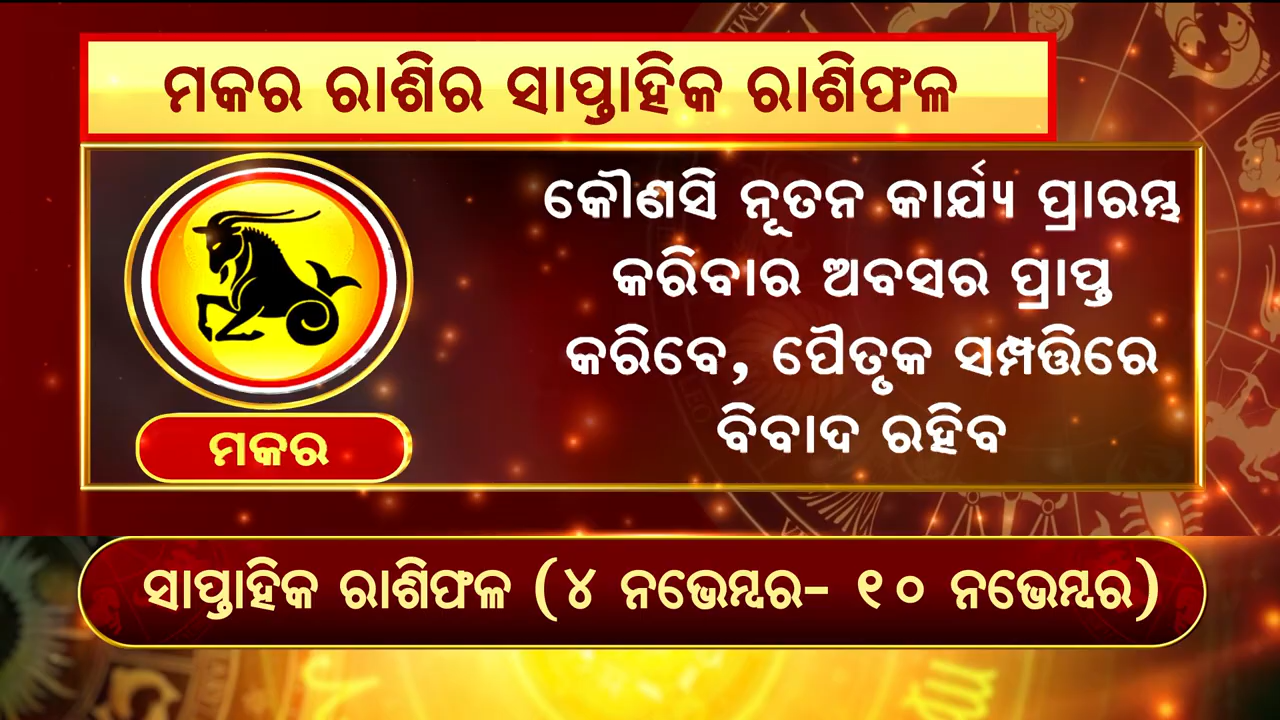 ମକର ରାଶିର ସାପ୍ତାହିକ ରାଶିଫଳ
କୌଣସି ନୂତନ କାର୍ଯ୍ୟ ପ୍ରାରମ୍ଭ
କରିବାର ଅବସର ପ୍ରାପ୍ତ
କରିବେ, ପୈତୃକ ସମ୍ପତ୍ତିରେ
ବିବାଦ ରହିବ
ମକର
ସାପ୍ତାହିକ ରାଶିଫଳ (୪ ନଭେମ୍ବର- ୧୦ ନଭେମ୍ବର)